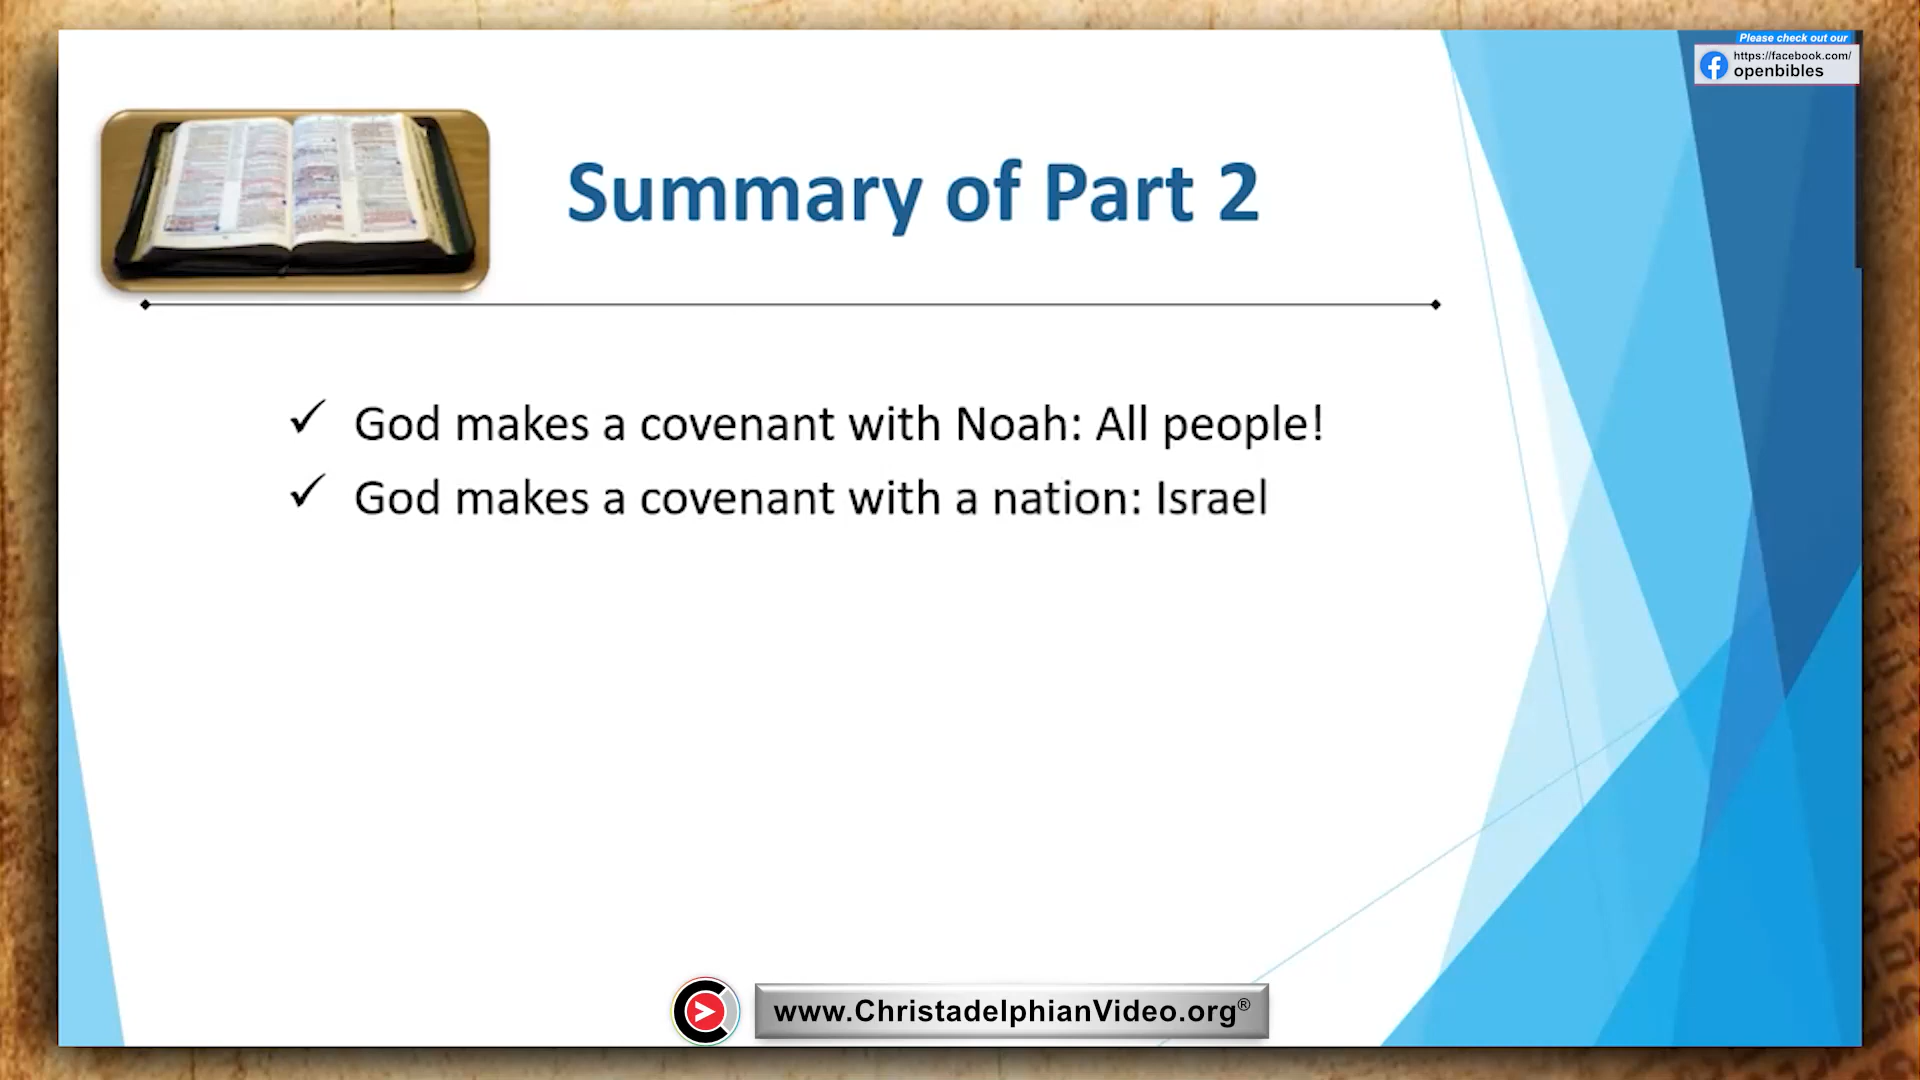 Please check out our
https://facebook.com/
openbibles
Summary of Part 2
✓ God makes a covenant with Noah: All people!
✓ God makes a covenant with a nation: Israel
www.ChristadelphianVideo.org®